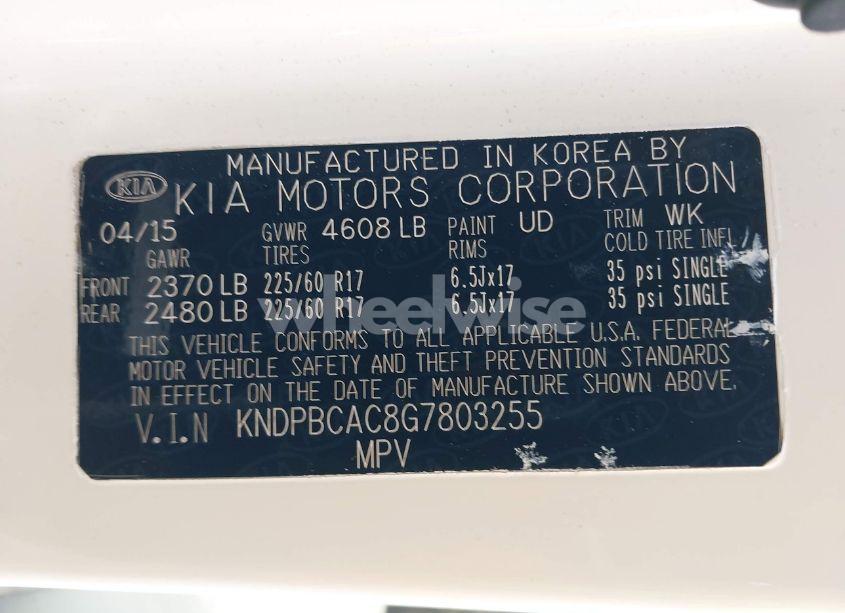 MANUFACTURED IN KOREA BY
KIA KIA MOTORS CORPORATION
04/15 GVWR 4608 LB PAINT UD TRIM WK
GAWR TIRES RIMS COLD TIRE INFL
FRONT 2370 LB 225/60 R17 6.5Jx17 35 psi SINGLE
REAR 2480 LB 225/60 R17 6.5Jx17 35 psi SINGLE
wheelwise
THIS VEHICLE CONFORMS TO ALL APPLICABLE U.S.A. FEDERAL
MOTOR VEHICLE SAFETY AND THEFT PREVENTION STANDARDS
IN EFFECT ON THE DATE OF MANUFACTURE SHOWN ABOVE.
V.I.N KNDPBCAC8G7803255
MPV